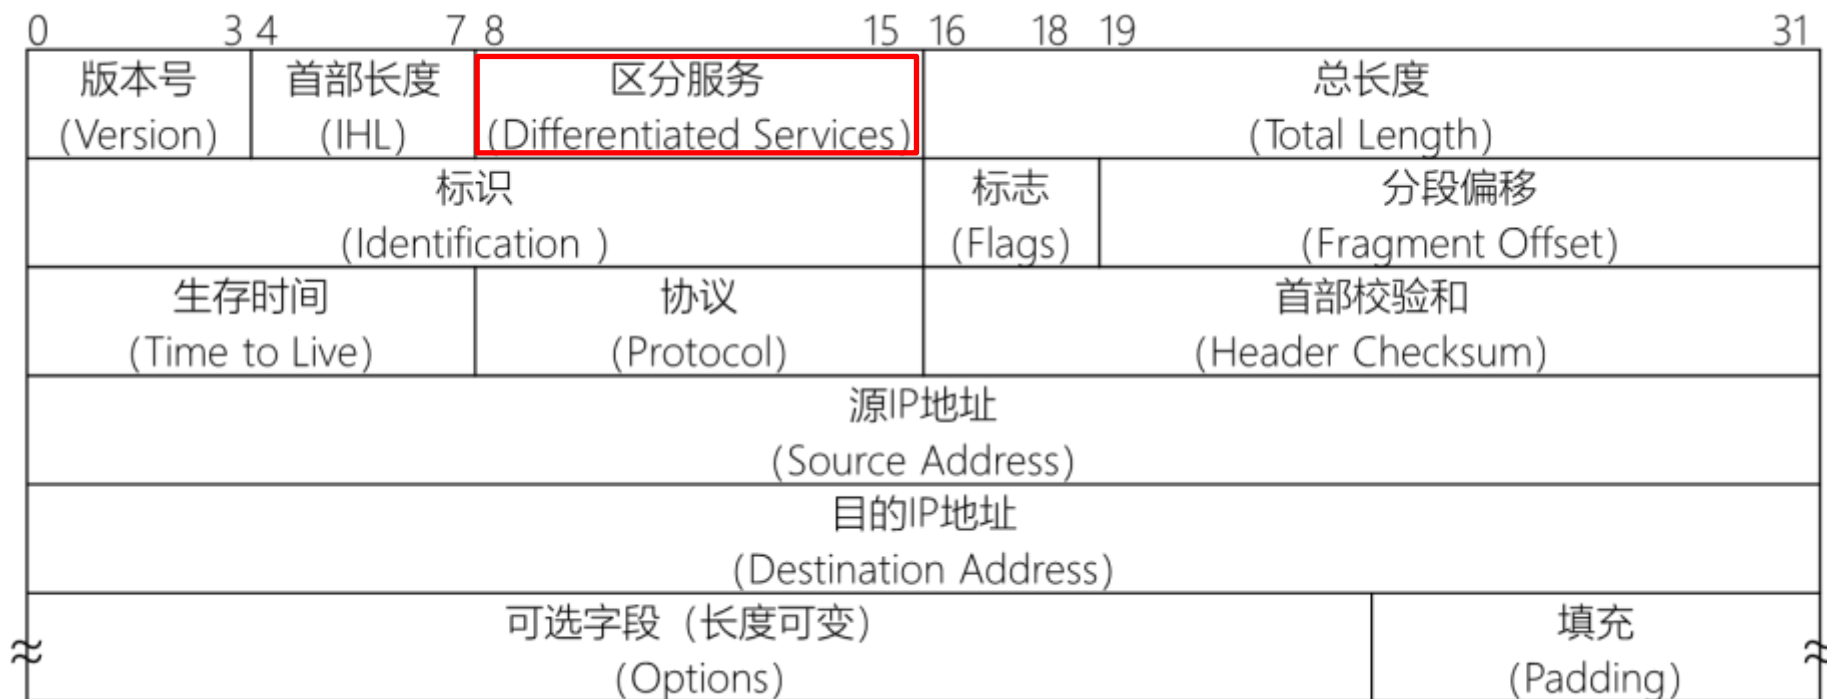 0 3 4 7 8 15 16 18 19 31
版本号 首部长度 区分服务 总长度
(Version) (IHL) (Differentiated Services) (Total Length)
标识 标志 分段偏移
(Identification ) (Flags) (Fragment Offset)
生存时间 协议 首部校验和
(Time to Live) (Protocol) (Header Checksum)
源IP地址
(Source Address)
目的IP地址
(Destination Address)
可选字段（长度可变） 填充
(Options) (Padding)